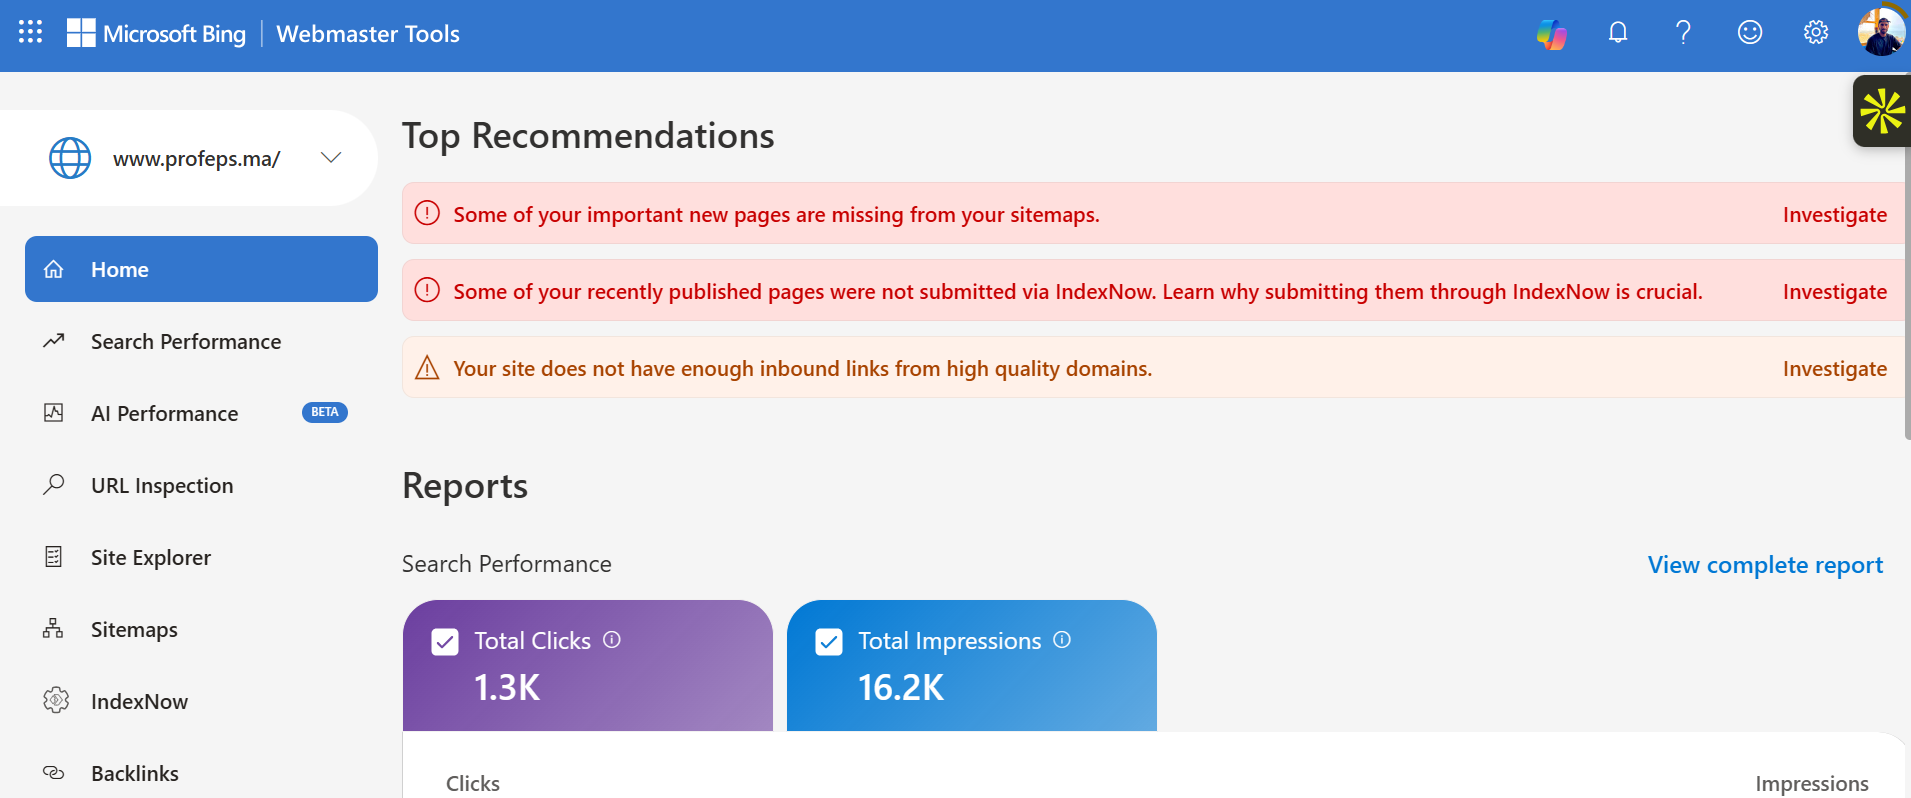 Microsoft Bing | Webmaster Tools
www.profeps.ma/
Home
Search Performance
AI Performance BETA
URL Inspection
Site Explorer
Sitemaps
IndexNow
Backlinks
Top Recommendations
Some of your important new pages are missing from your sitemaps. Investigate
Some of your recently published pages were not submitted via IndexNow. Learn why submitting them through IndexNow is crucial. Investigate
Your site does not have enough inbound links from high quality domains. Investigate
Reports
Search Performance View complete report
Total Clicks Total Impressions
1.3K 16.2K
Clicks Impressions